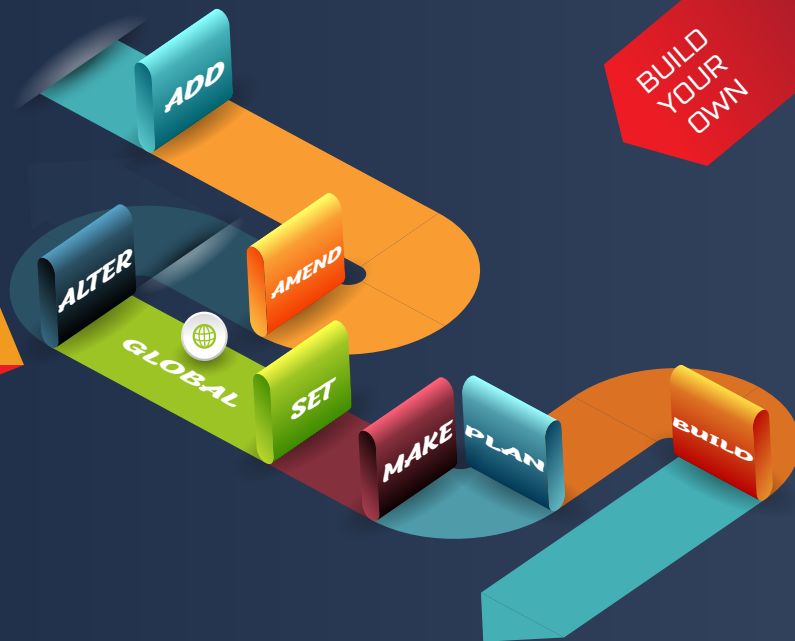 ADD
BUILD
YOUR
OWN
AMEND
ALTER
GLOBAL
SET
MAKE
PLAN
BUILD